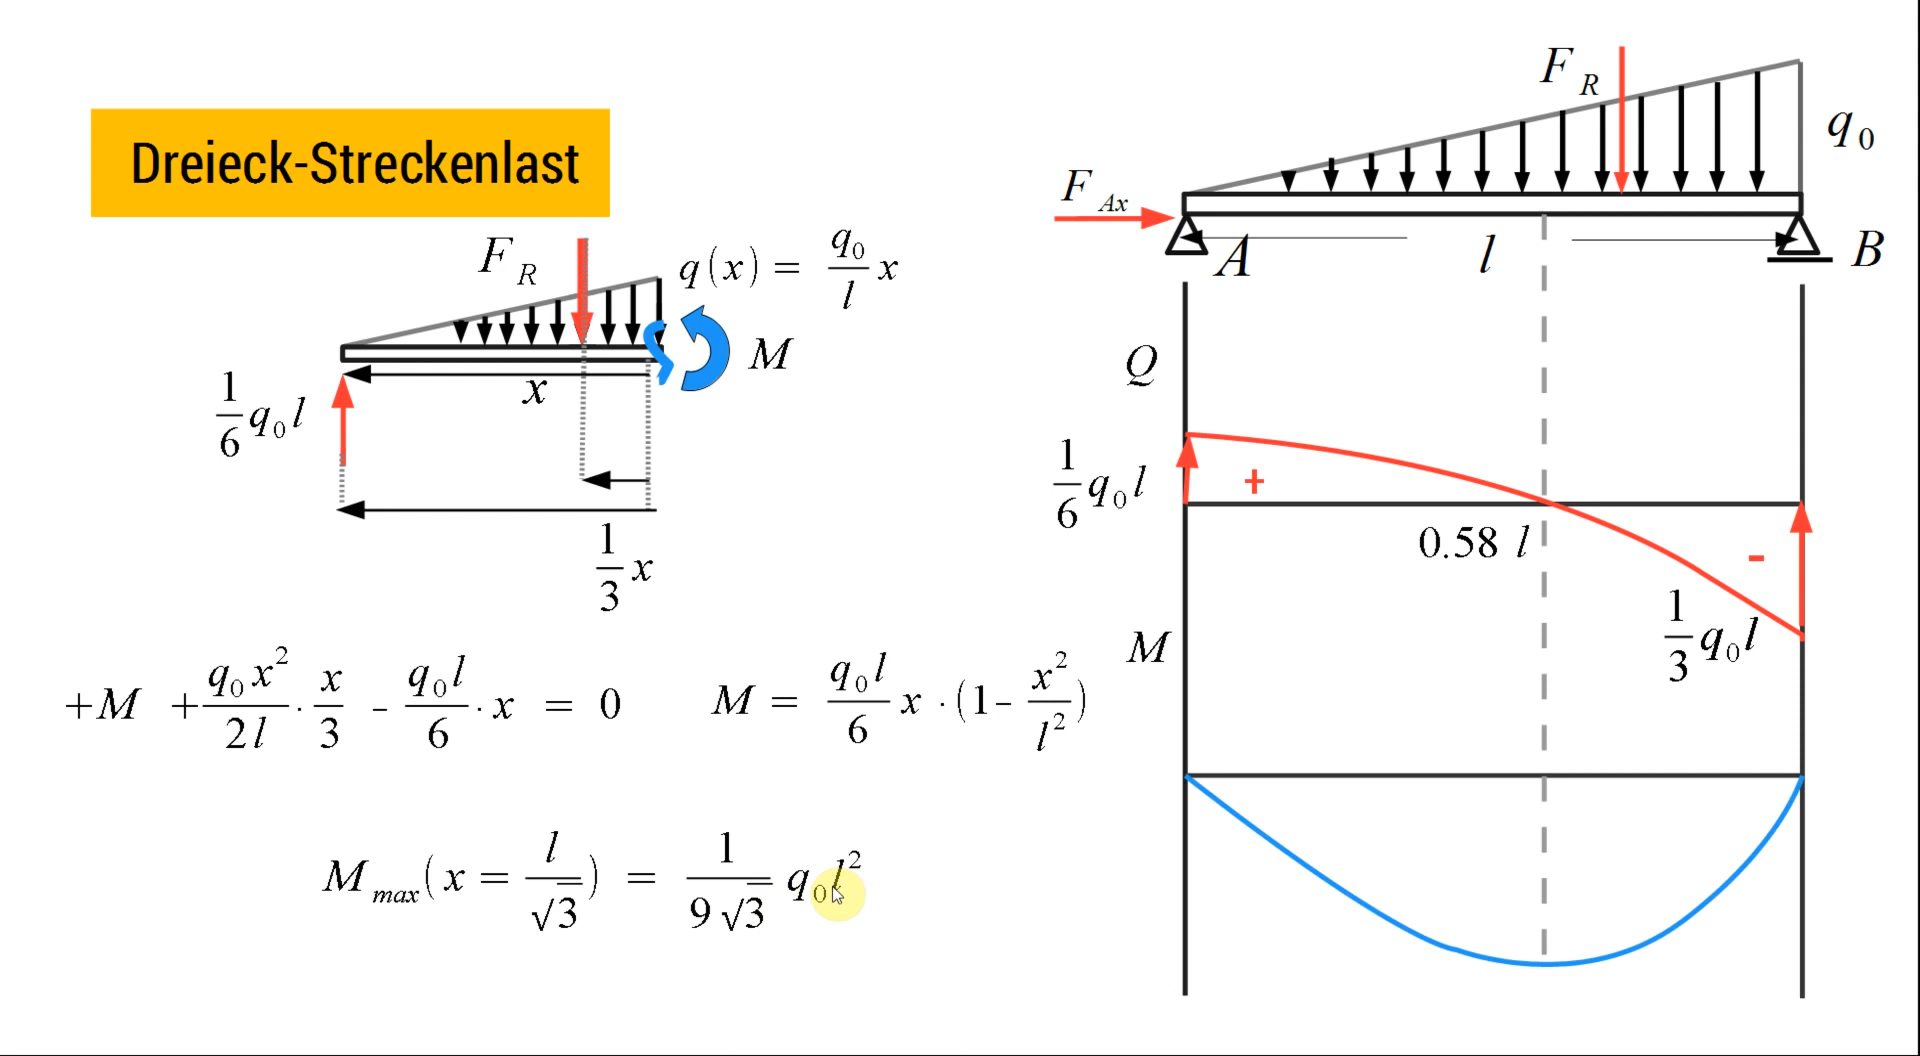 Dreieck-Streckenlast
F_R
q(x) = q_0/l x
M
x
1/6 q_0 l
1/3 x
+M + q_0 x^2/2l · x/3 - q_0 l/6 · x = 0
M = q_0 l/6 x · (1- x^2/l^2)
M_max(x = l/√3) = 1/9√3 q_0 l^2
F_R
q_0
F_Ax
A
l
B
Q
1/6 q_0 l
+
0.58 l
-
1/3 q_0 l
M